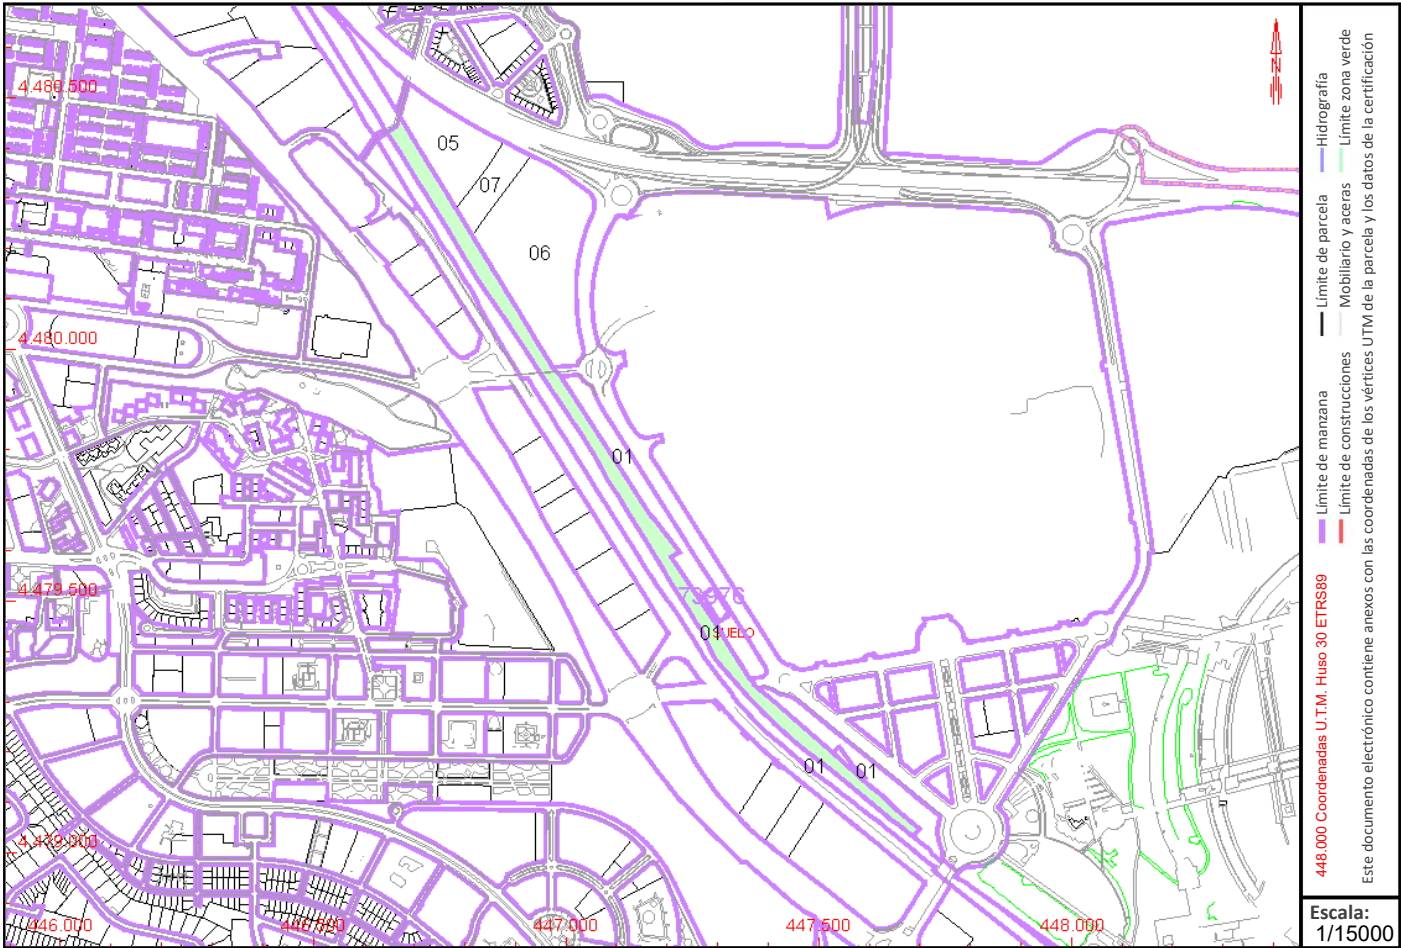 4.480.500
05
07
06
4.480.000
01
4.479.500
73976
01
SUELO
01
01
4.479.000
446.000
446.500
447.000
447.500
448.000
N
Hidrografía
Límite zona verde
Límite de parcela
Mobiliario y aceras
Límite de manzana
Límite de construcciones
448.000 Coordenadas U.T.M. Huso 30 ETRS89
Este documento electrónico contiene anexos con las coordenadas de los vértices UTM de la parcela y los datos de la certificación
Escala:
1/15000